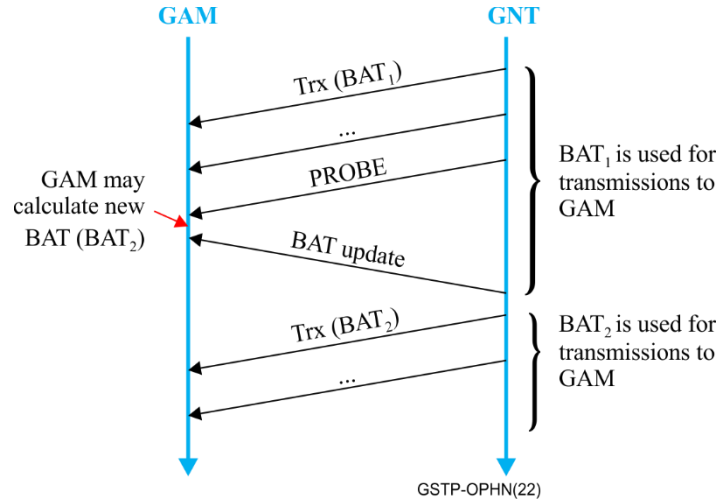 GAM
GNT
Trx (BAT₁)
...
PROBE
GAM may
calculate new
BAT (BAT₂)
BAT update
BAT₁ is used for
transmissions to
GAM
Trx (BAT₂)
...
BAT₂ is used for
transmissions to
GAM
GSTP-OPHN(22)